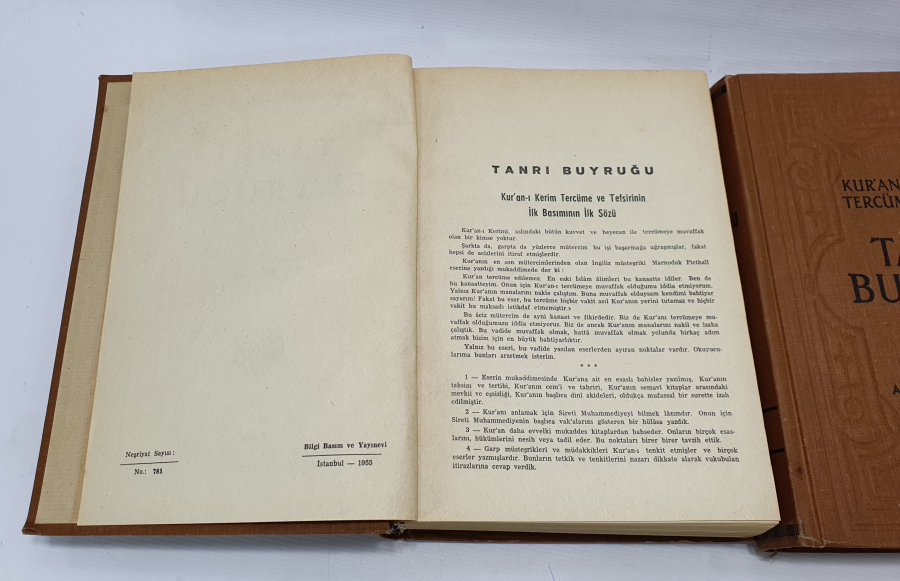 Neşriyat Sayısı :
No.: 781
Bilgi Basım ve Yayınevi
İstanbul — 1955
TANRI BUYRUĞU
Kur'an-ı Kerim Tercüme ve Tefsirinin
İlk Basımının İlk Sözü
Kur'an-ı Kerimi, aslındaki bütün kuvvet ve heyecan ile tercümeye muvaffak
olan bir kimse yoktur.
Şarkta da, garpta da yüzlerce mütercim bu işi başarmağa uğraşmışlar, fakat
hepsi de acizlerini itiraf etmişlerdir.
Kur'anın en son mütercimlerinden olan İngiliz müsteşriki Marmoduk Picthall
eserine yazdığı mukaddimede der ki :
Kur'an tercüme edilemez. En eski İslâm âlimleri bu kanaatte idiler. Ben de
bu kanaatteyim. Onun için Kur'an-ı tercümeye muvaffak olduğumu iddia etmiyorum.
Yalnız Kur'anın manalarını nakle çalıştım. Buna muvaffak olduysam kendimi bahtiyar
sayarım! Fakat bu eser, bu tercüme hiçbir vakit asıl Kur'anın yerini tutamaz ve hiçbir
vakit bu maksadı istihdaf etmemiştir.»
Bu âciz mütercim de ayni kanaat ve fikirdedir. Biz de Kur'anı tercümeye mu-
vaffak olduğumuzu iddia etmiyoruz. Biz de ancak Kur'anın manalarını nakil ve izaha
çalıştık. Bu vadide muvaffak olmak, hattâ muvaffak olmak yolunda birkaç adım
atmak bizim için en büyük bahtiyarlıktır.
Yalnız bu eseri, bu vadide yazılan eserlerden ayıran noktalar vardır. Okuyucu-
larıma bunları arzetmek isterim.
* * *
1 — Eserin mukaddimesinde Kur'ana ait en esaslı bahisler yazılmış, Kur'anın
taksim ve tertibi, Kur'anın cem'i ve tahriri, Kur'anın semavi kitaplar arasındaki
mevkii ve eşsizliği, Kur'anın başlıca dinî akideleri, oldukça mufassal bir surette izah
edilmiştir.
2 — Kur'anı anlamak için Sireti Muhammediyeyi bilmek lâzımdır. Onun için
Sireti Muhammediyenin başlıca vak'alarını gösteren bir hülâsa yazdık.
3 — Kur'an daha evvelki mukaddes kitaplardan bahseder. Onların birçok esas-
larını, hükümlerini nesih veya tadil eder. Bu noktaları birer birer tavzih ettik.
4 — Garp müsteşrikleri ve müdakkikleri Kur'an-ı tenkit etmişler ve birçok
eserler yazmışlardır. Bunların tetkik ve tenkitlerini nazarı dikkate alarak vukubulan
itirazlarına cevap verdik.
KUR'AN
TERCÜM
TA
BU
A